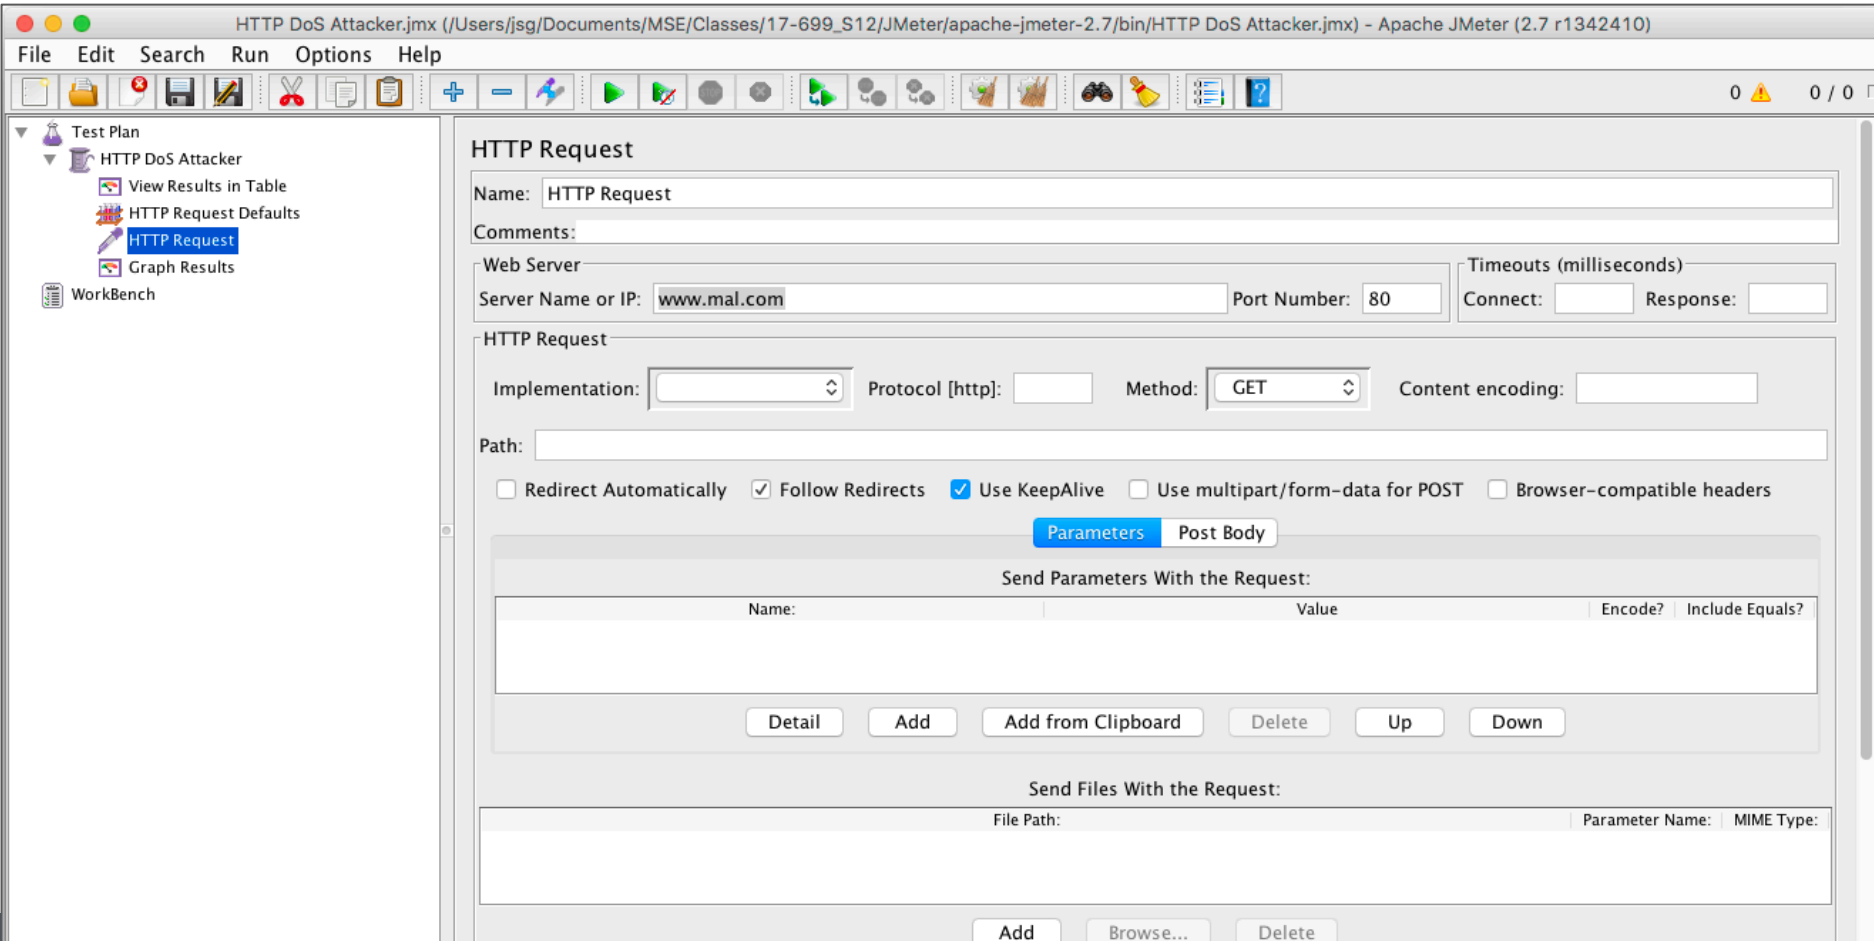 HTTP DoS Attacker.jmx (/Users/jsg/Documents/MSE/Classes/17-699_S12/JMeter/apache-jmeter-2.7/bin/HTTP DoS Attacker.jmx) - Apache JMeter (2.7 r1342410)
File Edit Search Run Options Help
0 0 / 0
Test Plan
HTTP DoS Attacker
View Results in Table
HTTP Request Defaults
HTTP Request
Graph Results
WorkBench
HTTP Request
Name: HTTP Request
Comments:
Web Server
Server Name or IP: www.mal.com Port Number: 80
Timeouts (milliseconds)
Connect: Response:
HTTP Request
Implementation: Protocol [http]: Method: GET Content encoding:
Path:
Redirect Automatically Follow Redirects Use KeepAlive Use multipart/form-data for POST Browser-compatible headers
Parameters Post Body
Send Parameters With the Request:
Name: Value Encode? Include Equals?
Detail Add Add from Clipboard Delete Up Down
Send Files With the Request:
File Path: Parameter Name: MIME Type:
Add Browse... Delete